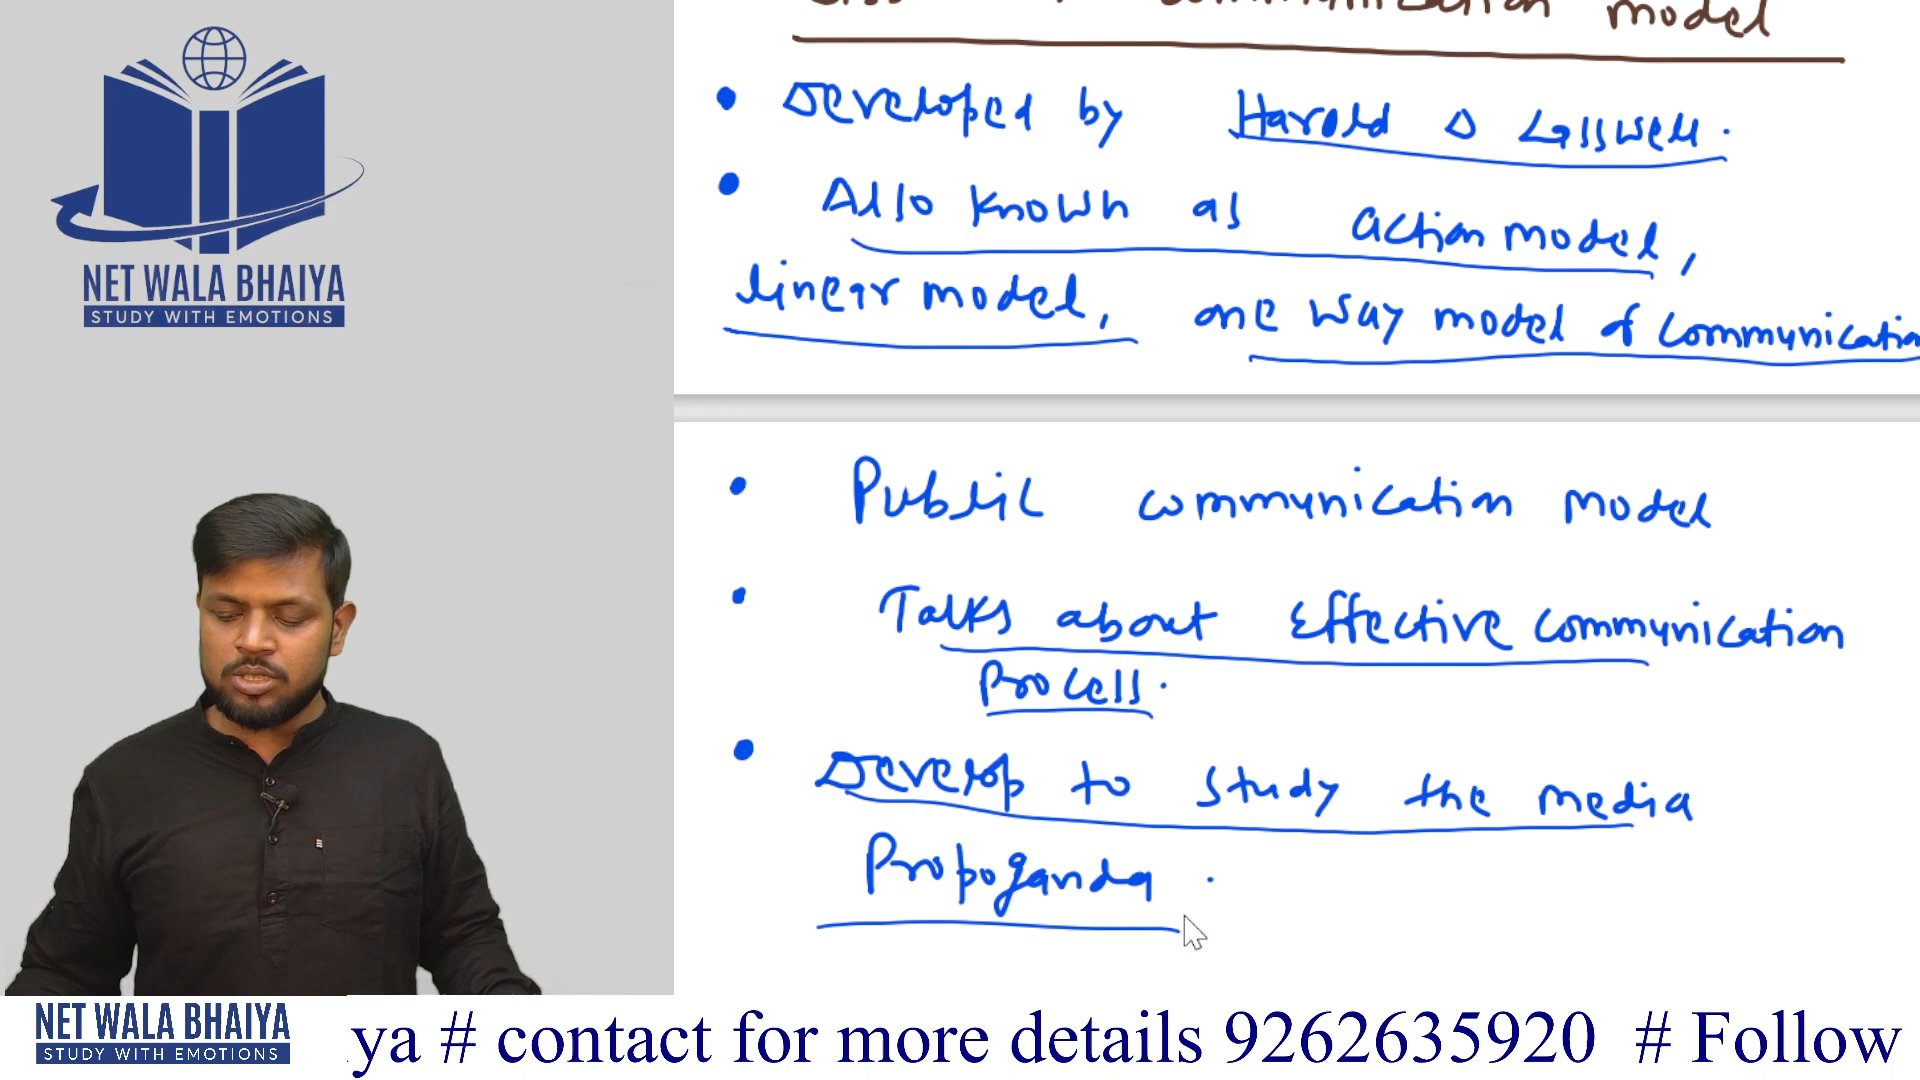 communication model
• Developed by Harold D Lasswell.
• Also known as action model,
linear model, one way model of communication
• Public communication model
• Talks about Effective communication
Process.
• Develop to study the media
Propoganda.
NET WALA BHAIYA
STUDY WITH EMOTIONS
NET WALA BHAIYA
STUDY WITH EMOTIONS
ya # contact for more details 9262635920 # Follow